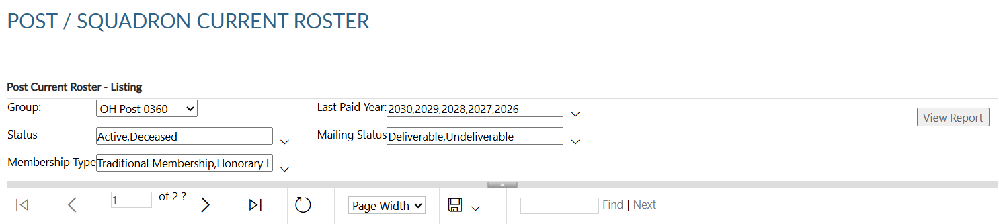 POST / SQUADRON CURRENT ROSTER
Post Current Roster - Listing
Group: OH Post 0360 Last Paid Year: 2030,2029,2028,2027,2026 View Report
Status Active,Deceased Mailing Status Deliverable,Undeliverable
Membership Type Traditional Membership,Honorary L
1 of 2 ? Page Width Find | Next